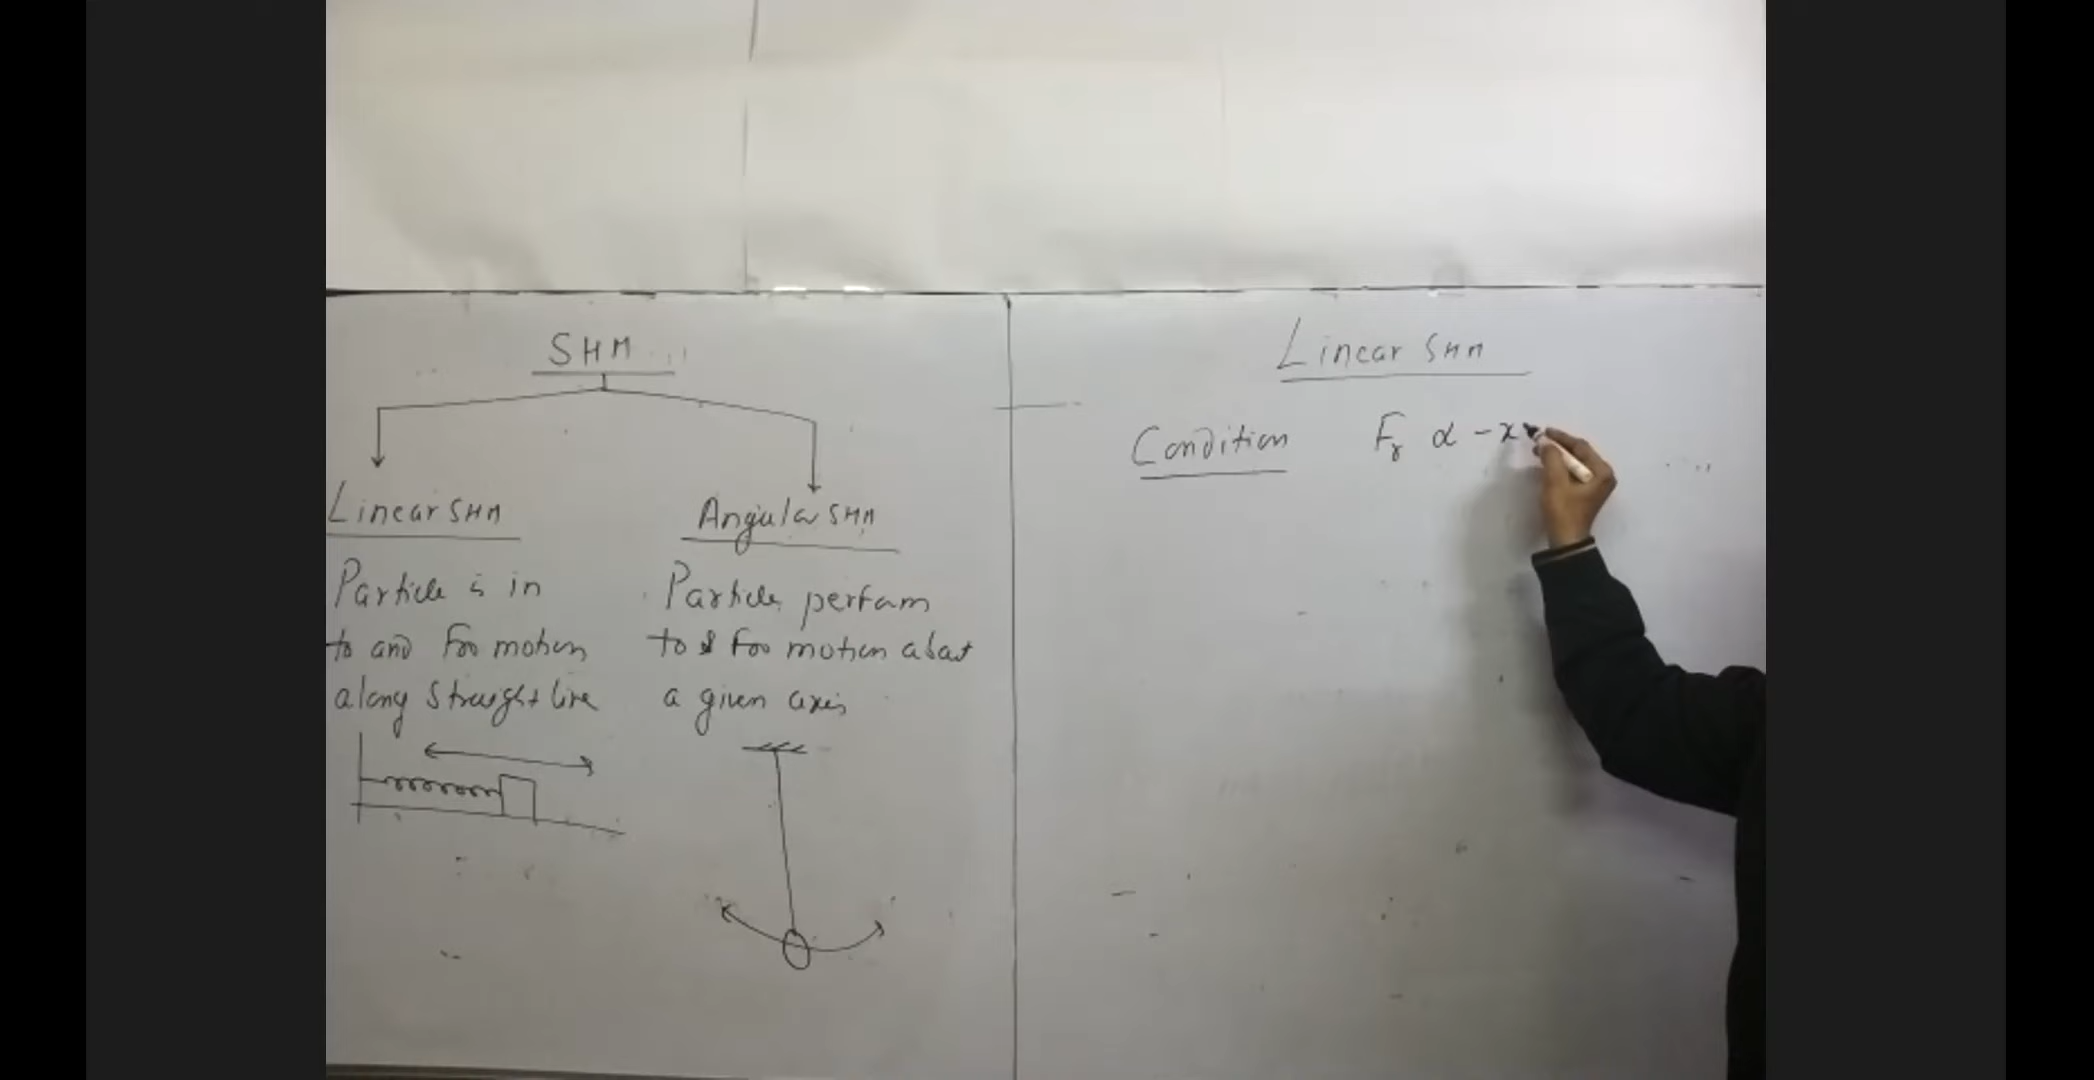 SHM
Linear SHM
Particle is in
to and Fro motion
along straight line
Angular SHM
Particle perfam
to & Fro motion about
a given axis
Linear SHM
Condition Fr α -x